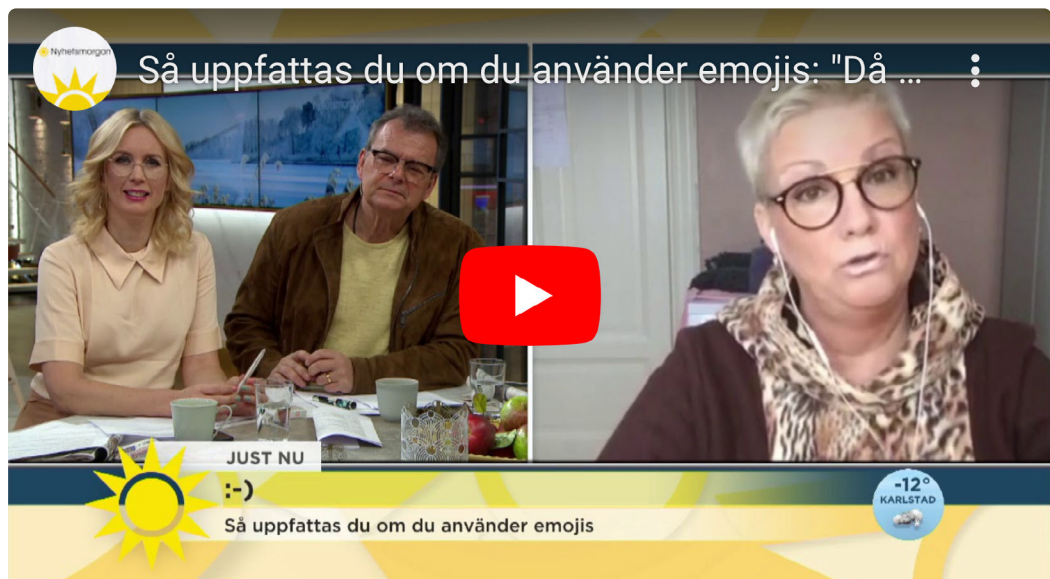 Nyhetsmorgon
Så uppfattas du om du använder emojis: "Då ...
JUST NU
:-)
Så uppfattas du om du använder emojis
-12°
KARLSTAD